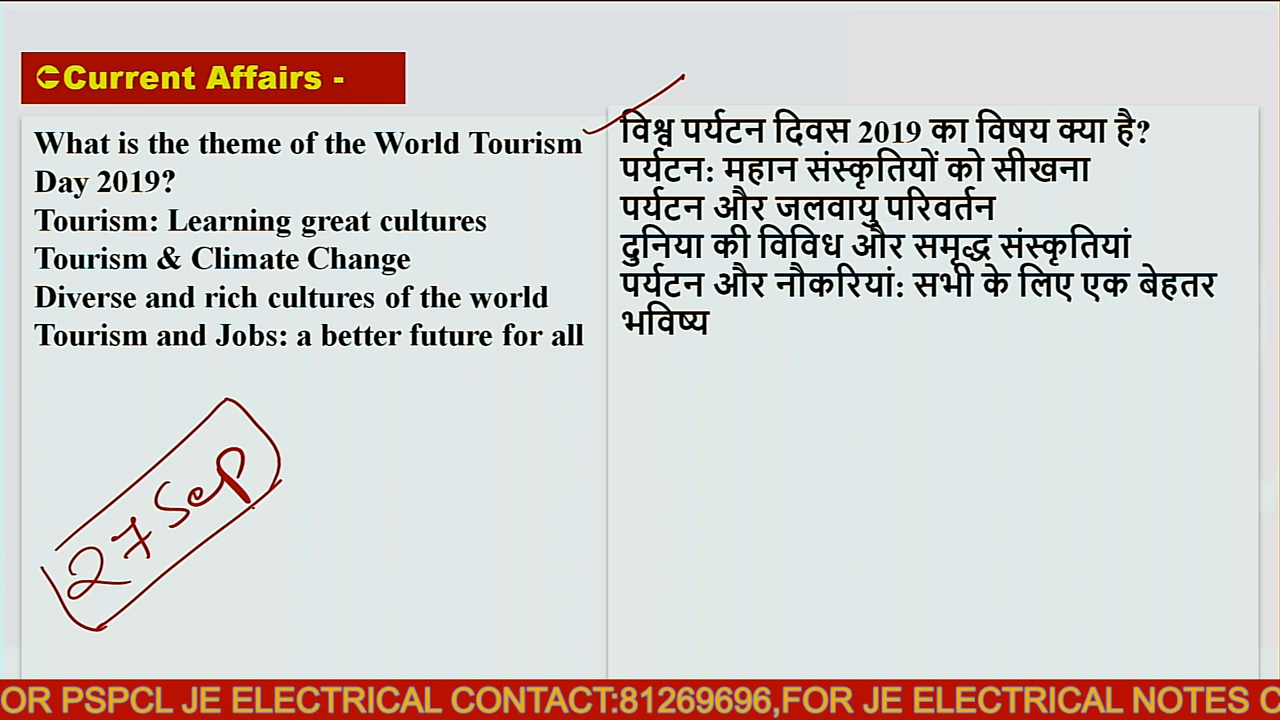 Current Affairs -
What is the theme of the World Tourism
Day 2019?
Tourism: Learning great cultures
Tourism & Climate Change
Diverse and rich cultures of the world
Tourism and Jobs: a better future for all
विश्व पर्यटन दिवस 2019 का विषय क्या है?
पर्यटन: महान संस्कृतियों को सीखना
पर्यटन और जलवायु परिवर्तन
दुनिया की विविध और समृद्ध संस्कृतियां
पर्यटन और नौकरियां: सभी के लिए एक बेहतर
भविष्य
27 Sep
OR PSPCL JE ELECTRICAL CONTACT:81269696,FOR JE ELECTRICAL NOTES C